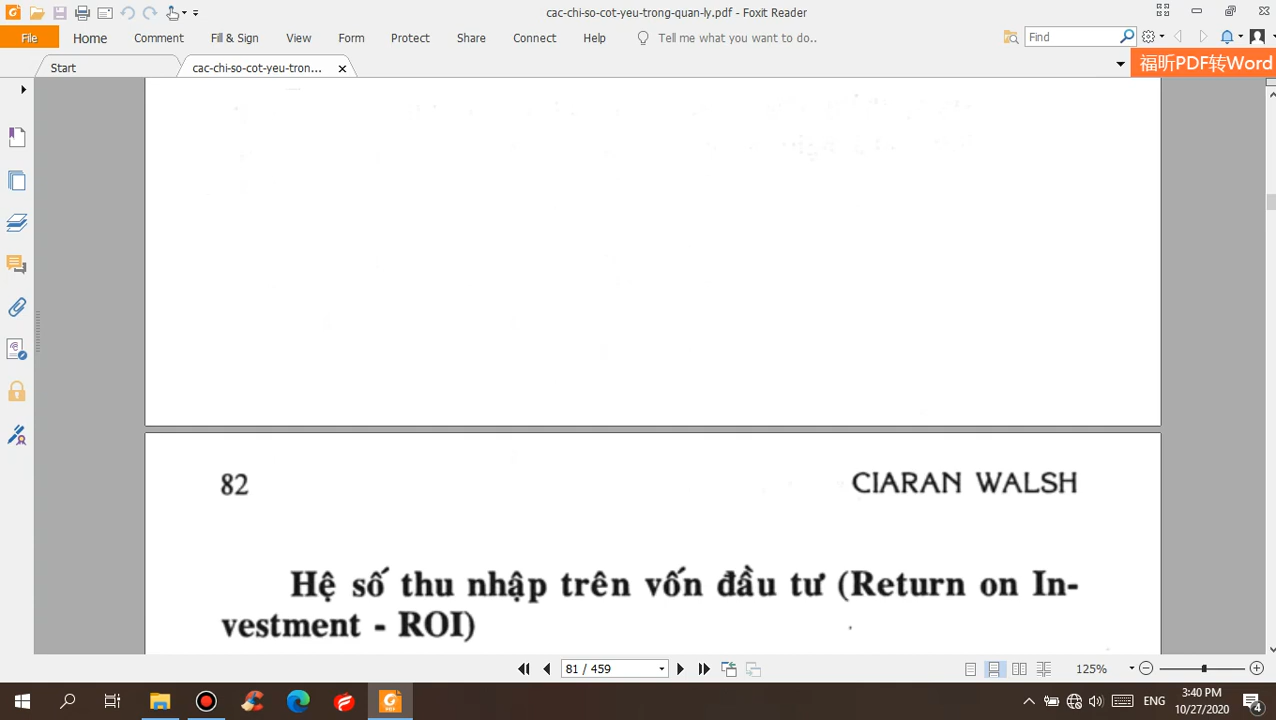 cac-chi-so-cot-yeu-trong-quan-ly.pdf - Foxit Reader
File Home Comment Fill & Sign View Form Protect Share Connect Help Tell me what you want to do.. Find
Start cac-chi-so-cot-yeu-tron...
福昕PDF转Word
82 CIARAN WALSH
Hệ số thu nhập trên vốn đầu tư (Return on In-
vestment - ROI)
81 / 459 125%
ENG 3:40 PM
10/27/2020 4